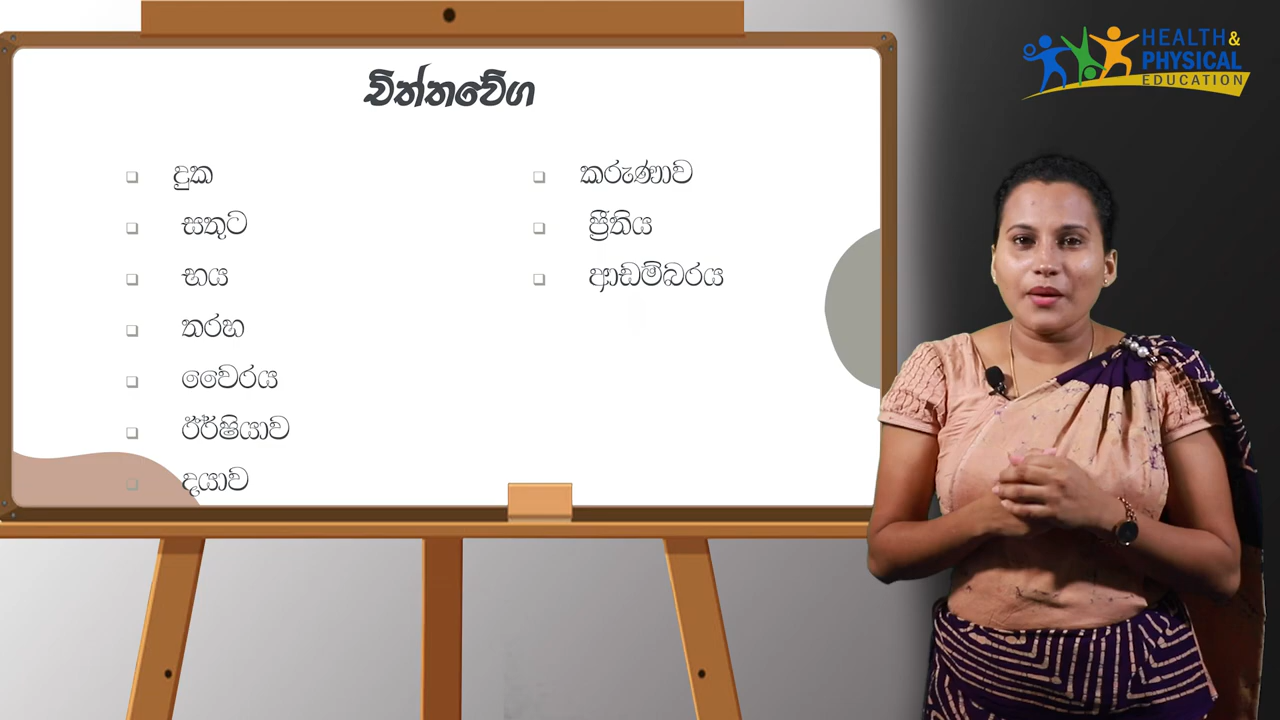 චිත්තවේග
දුක
සතුට
භය
තරහ
වෛරය
ඊර්ෂියාව
දයාව
කරුණාව
ප්‍රීතිය
ආඩම්බරය
HEALTH &
PHYSICAL
EDUCATION